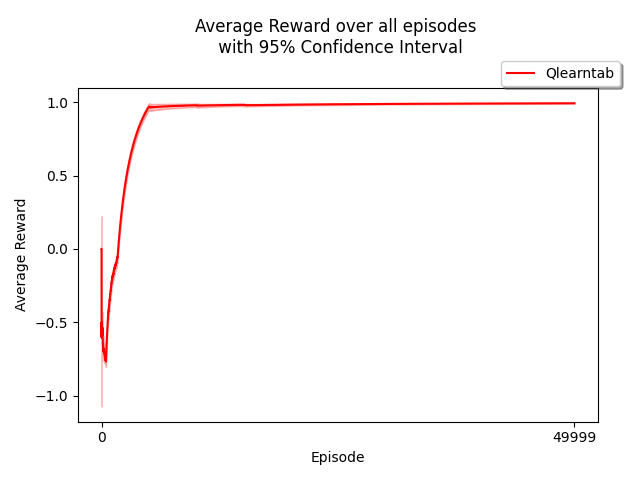 Average Reward over all episodes
with 95% Confidence Interval
Qlearntab
1.0
0.5
0.0
−0.5
−1.0
Average Reward
0
49999
Episode